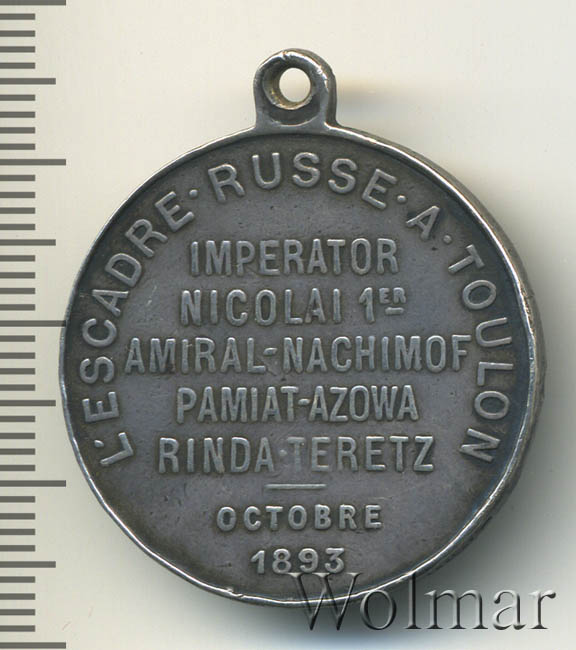 L'ESCADRE·RUSSE·A·TOULON
IMPERATOR
NICOLAI 1ER
AMIRAL-NACHIMOF
PAMIAT-AZOWA
RINDA·TERETZ
OCTOBRE
1893
Wolmar